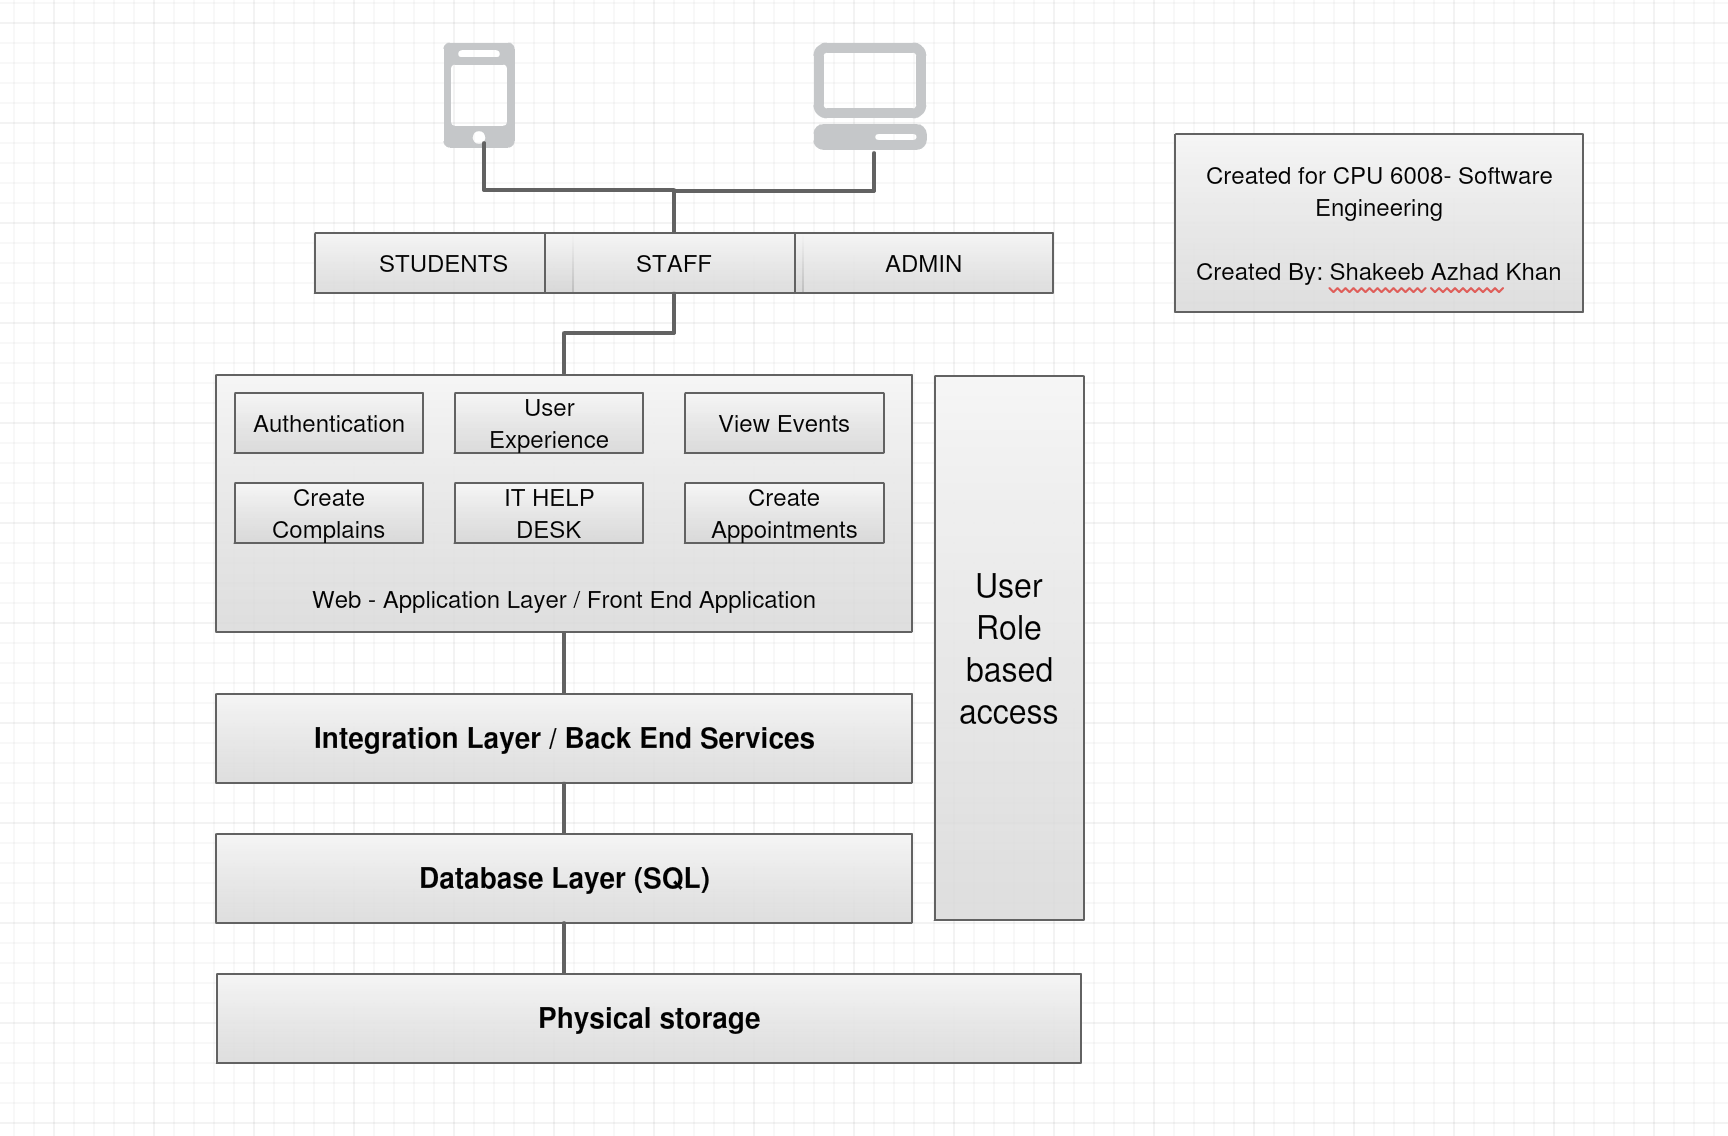 Created for CPU 6008- Software
Engineering
Created By: Shakeeb Azhad Khan
STUDENTS
STAFF
ADMIN
Authentication
User
Experience
View Events
Create
Complains
IT HELP
DESK
Create
Appointments
Web - Application Layer / Front End Application
User
Role
based
access
Integration Layer / Back End Services
Database Layer (SQL)
Physical storage